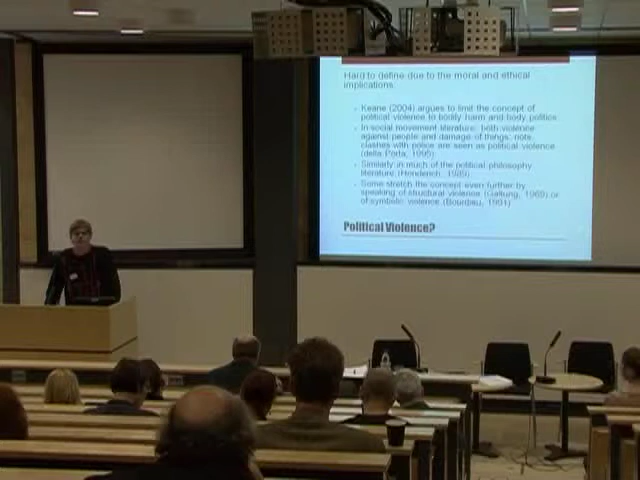 Hard to define due to the moral and ethical
implications.
Keane (2004) argues to limit the concept of
political violence to bodily harm and body politics
In social movement literature: both violence
against people and damage of things; note:
clashes with police are seen as political violence
(della Porta, 1995)
Similarly in much of the political philosophy
literature (Honderich, 1989)
Some stretch the concept even further by
speaking of structural violence (Galtung, 1969) or
of symbolic violence (Bourdieu, 1991)
Political Violence?